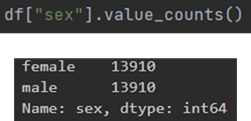 df["sex"].value_counts()
female    13910
male      13910
Name: sex, dtype: int64